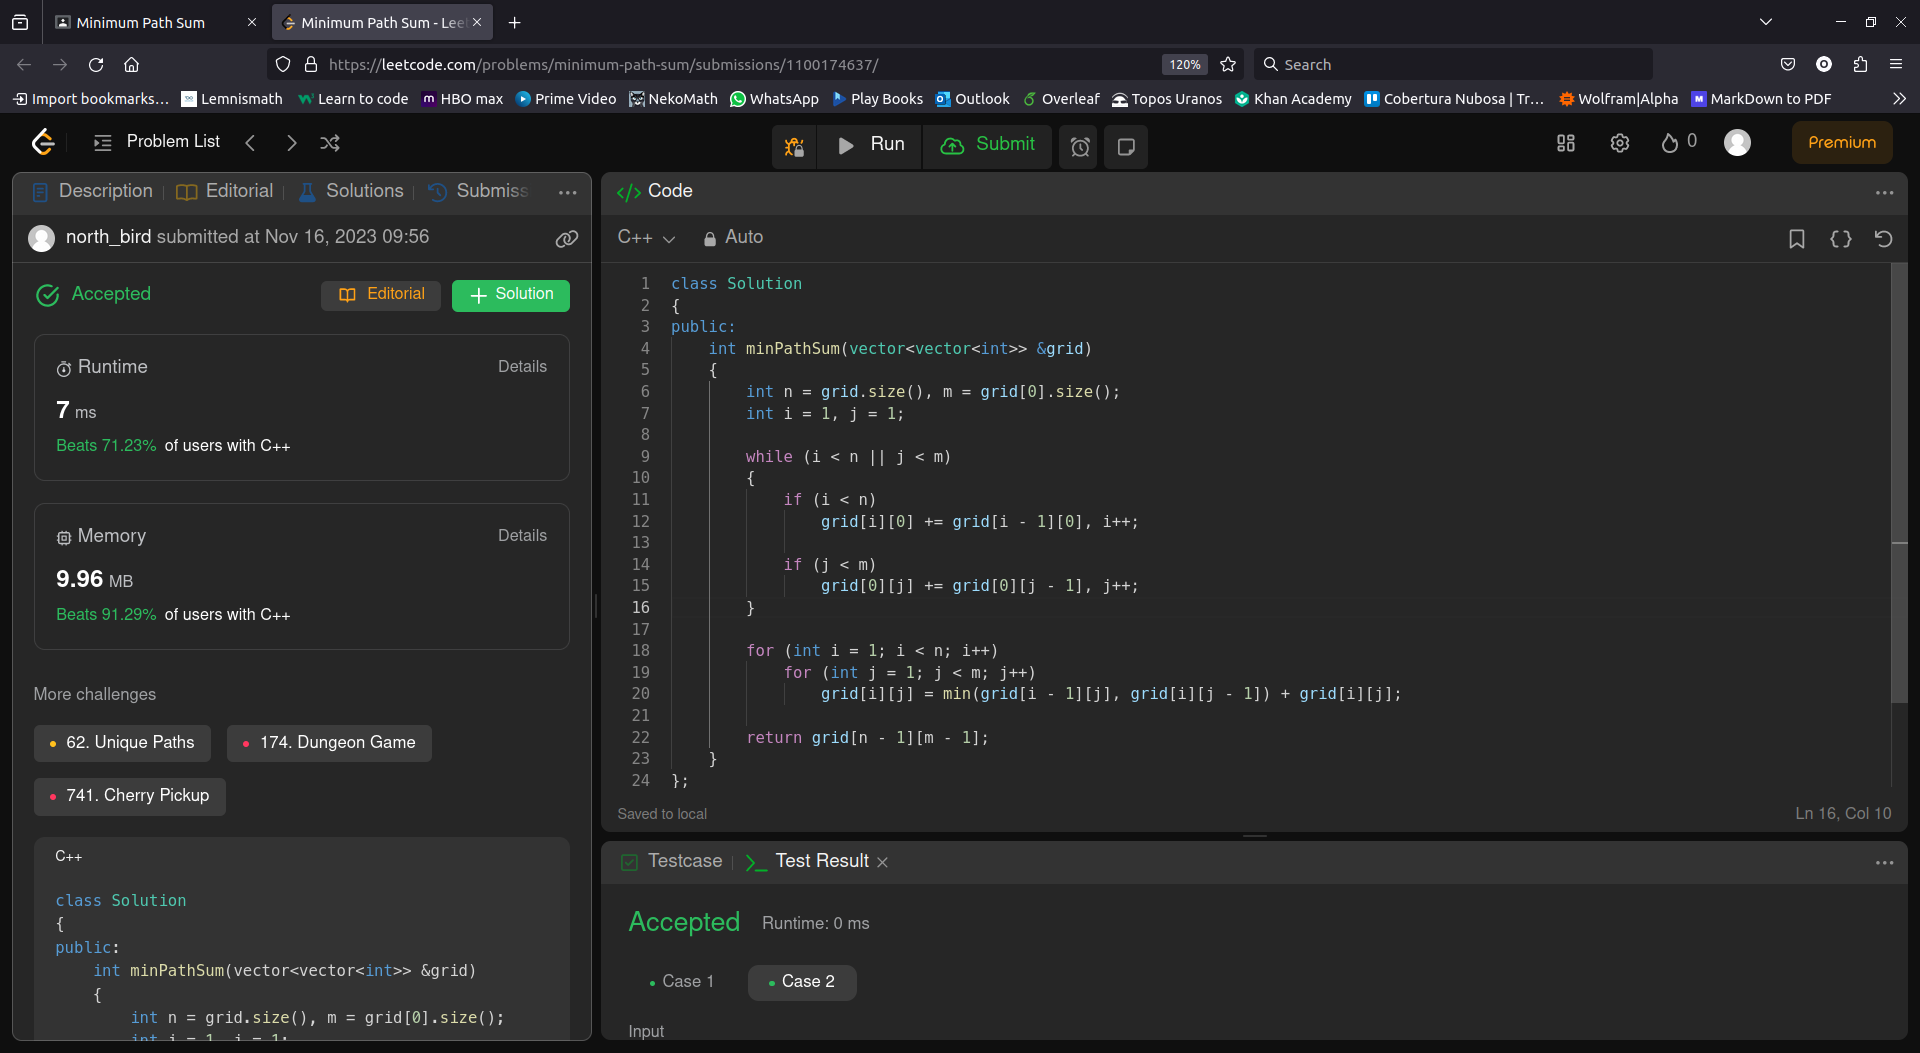 Minimum Path Sum
Minimum Path Sum - Lee
https://leetcode.com/problems/minimum-path-sum/submissions/1100174637/
120%
Search
Import bookmarks...
Lemnismath
Learn to code
HBO max
Prime Video
NekoMath
WhatsApp
Play Books
Outlook
Overleaf
Topos Uranos
Khan Academy
Cobertura Nubosa | Tr...
Wolfram|Alpha
MarkDown to PDF
Problem List
Run
Submit
0
Premium
Description
Editorial
Solutions
Submiss
north_bird submitted at Nov 16, 2023 09:56
Accepted
Editorial
Solution
Runtime
Details
7 ms
Beats 71.23% of users with C++
Memory
Details
9.96 MB
Beats 91.29% of users with C++
More challenges
62. Unique Paths
174. Dungeon Game
741. Cherry Pickup
C++
class Solution
{
public:
    int minPathSum(vector<vector<int>> &grid)
    {
        int n = grid.size(), m = grid[0].size();
        int i = 1, j = 1;
</> Code
C++
Auto
1 class Solution
2 {
3 public:
4     int minPathSum(vector<vector<int>> &grid)
5     {
6         int n = grid.size(), m = grid[0].size();
7         int i = 1, j = 1;
8
9         while (i < n || j < m)
10         {
11             if (i < n)
12                 grid[i][0] += grid[i - 1][0], i++;
13
14             if (j < m)
15                 grid[0][j] += grid[0][j - 1], j++;
16         }
17
18         for (int i = 1; i < n; i++)
19             for (int j = 1; j < m; j++)
20                 grid[i][j] = min(grid[i - 1][j], grid[i][j - 1]) + grid[i][j];
21
22         return grid[n - 1][m - 1];
23     }
24 };
Saved to local
Ln 16, Col 10
Testcase
Test Result
Accepted
Runtime: 0 ms
Case 1
Case 2
Input